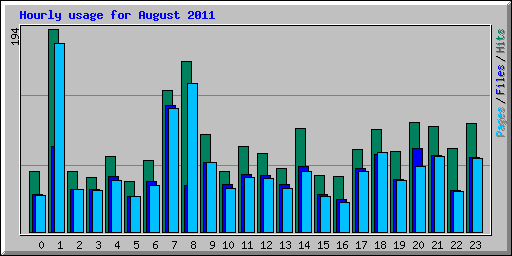 Hourly usage for August 2011
194
Pages/Files/Hits
0 1 2 3 4 5 6 7 8 9 10 11 12 13 14 15 16 17 18 19 20 21 22 23